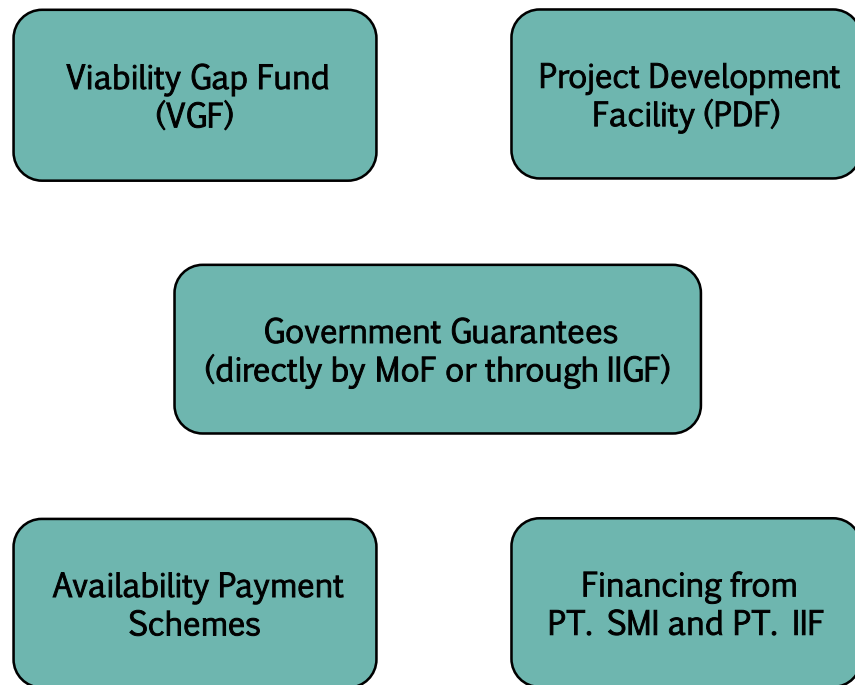 Viability Gap Fund
(VGF)
Project Development
Facility (PDF)
Government Guarantees
(directly by MoF or through IIGF)
Availability Payment
Schemes
Financing from
PT. SMI and PT. IIF